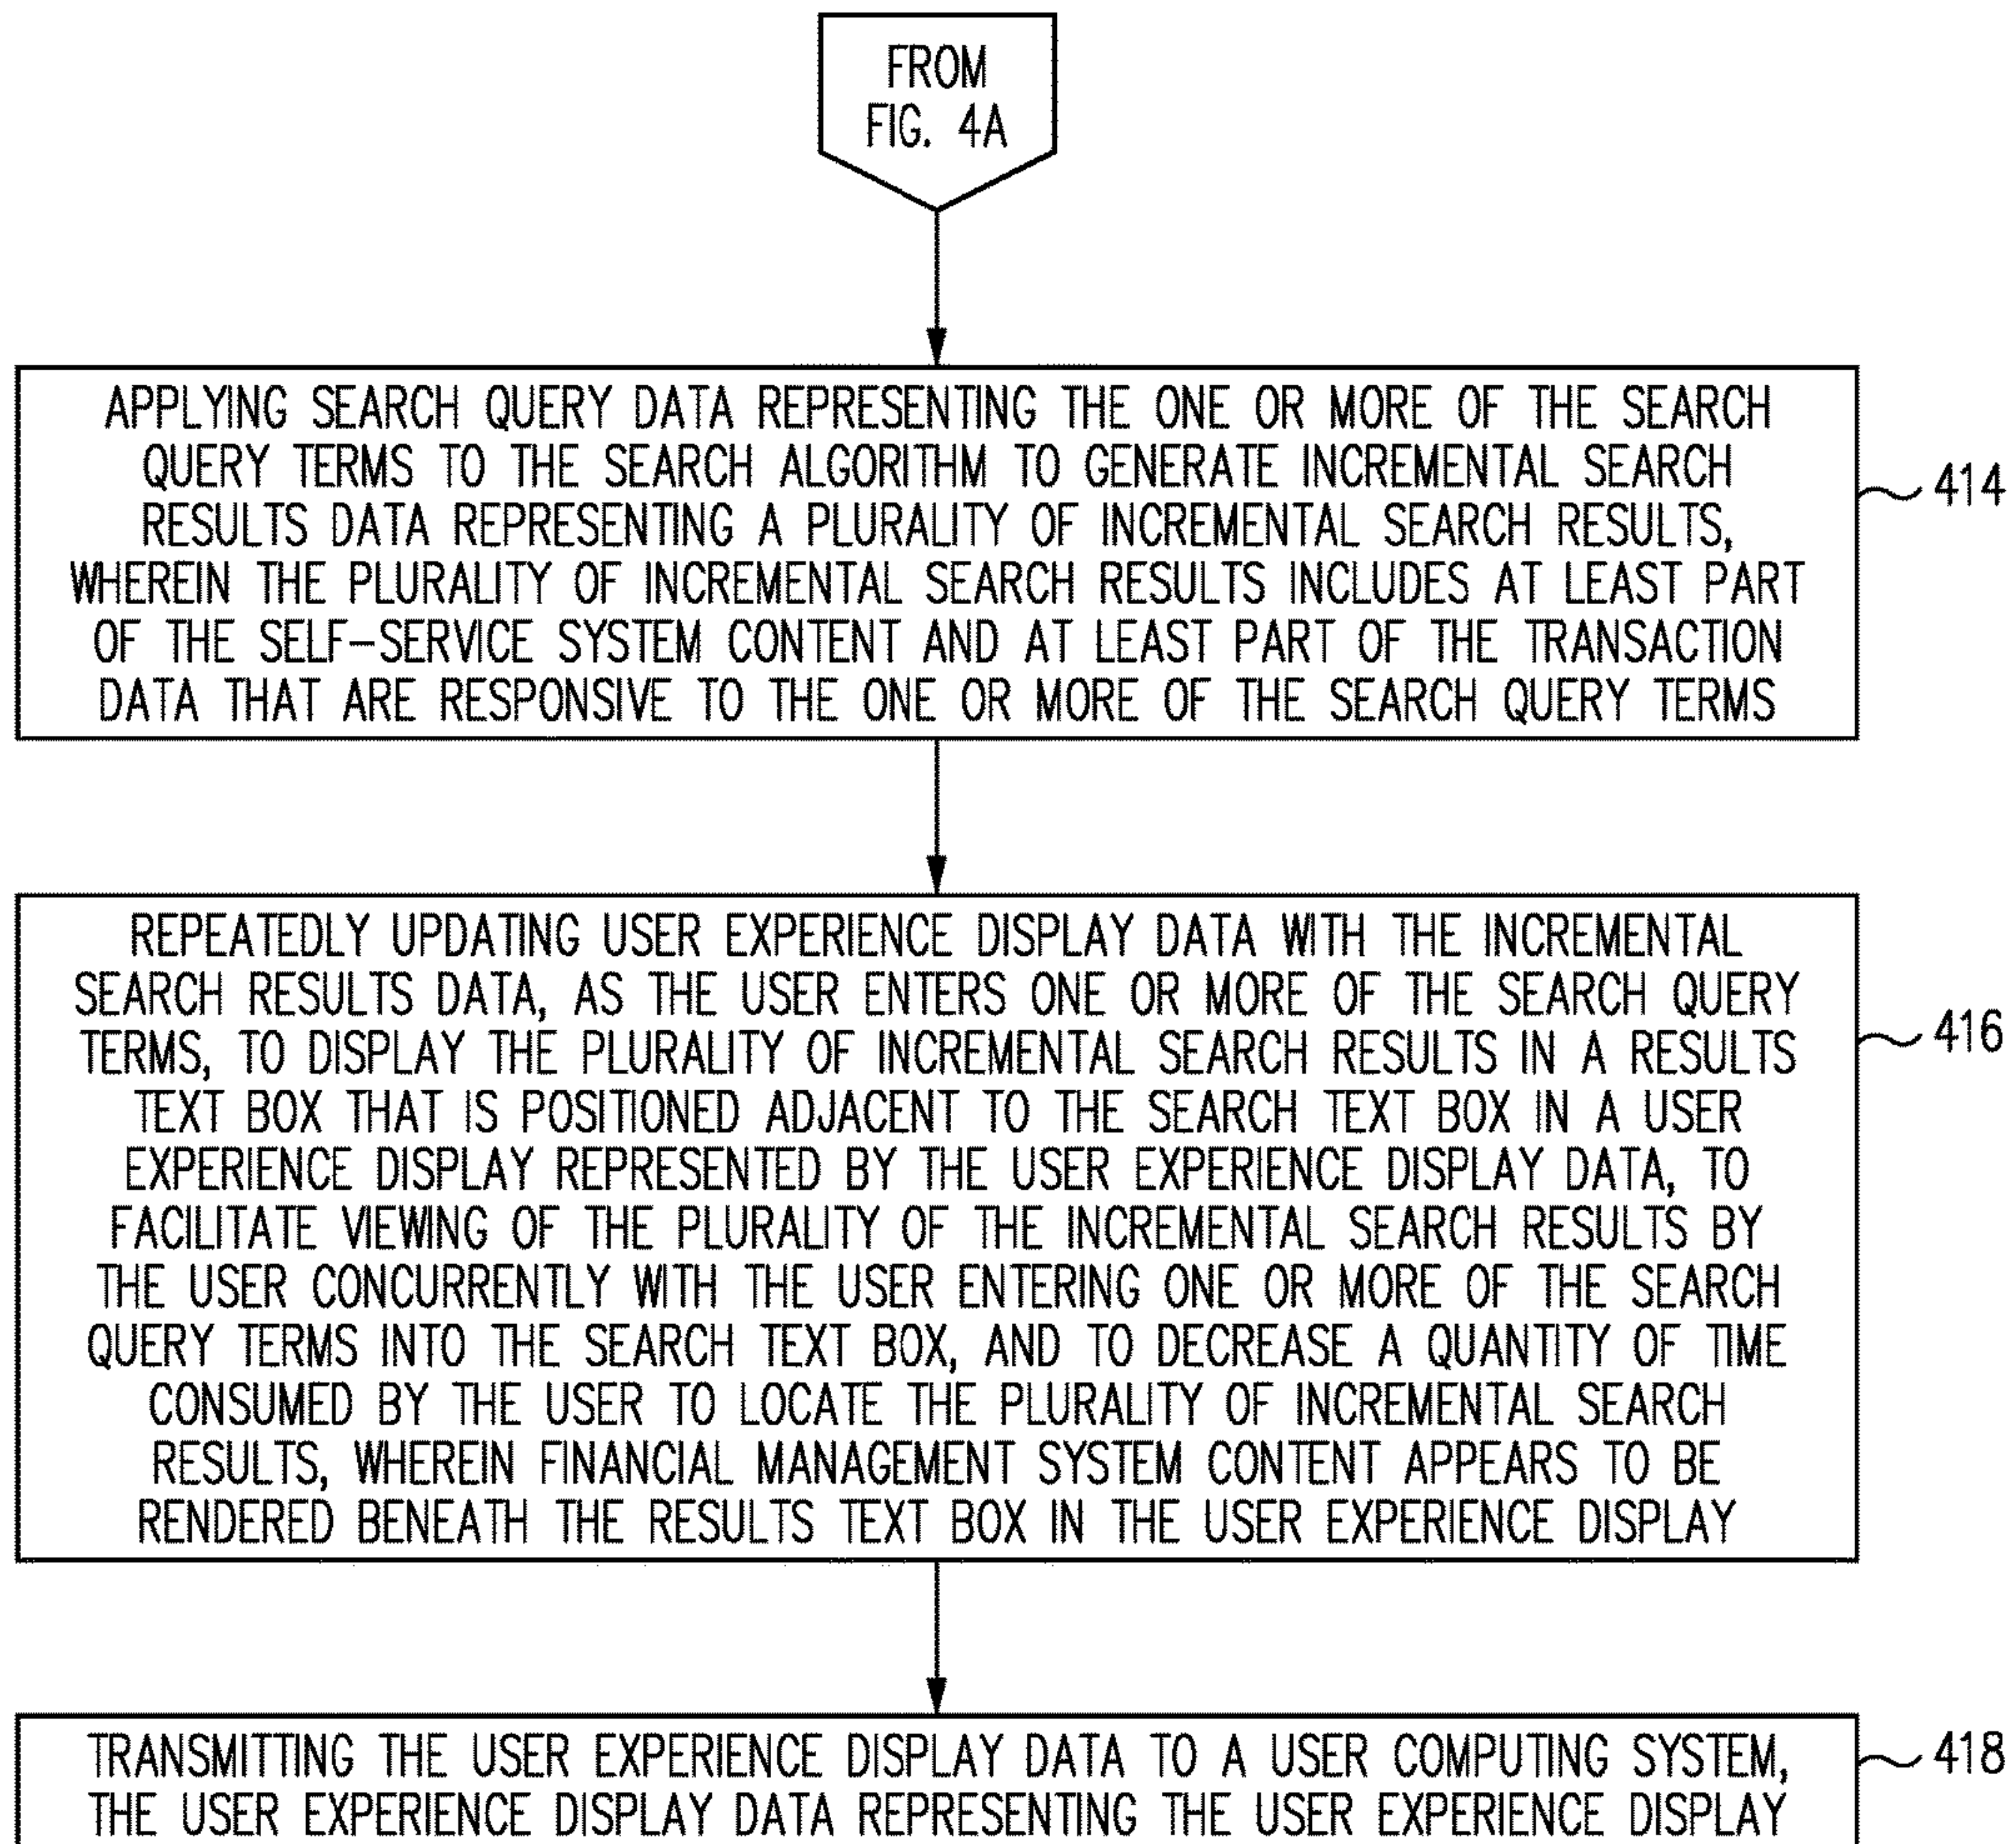 FROM
FIG. 4A
APPLYING SEARCH QUERY DATA REPRESENTING THE ONE OR MORE OF THE SEARCH
QUERY TERMS TO THE SEARCH ALGORITHM TO GENERATE INCREMENTAL SEARCH
RESULTS DATA REPRESENTING A PLURALITY OF INCREMENTAL SEARCH RESULTS,
WHEREIN THE PLURALITY OF INCREMENTAL SEARCH RESULTS INCLUDES AT LEAST PART
OF THE SELF-SERVICE SYSTEM CONTENT AND AT LEAST PART OF THE TRANSACTION
DATA THAT ARE RESPONSIVE TO THE ONE OR MORE OF THE SEARCH QUERY TERMS
414
REPEATEDLY UPDATING USER EXPERIENCE DISPLAY DATA WITH THE INCREMENTAL
SEARCH RESULTS DATA, AS THE USER ENTERS ONE OR MORE OF THE SEARCH QUERY
TERMS, TO DISPLAY THE PLURALITY OF INCREMENTAL SEARCH RESULTS IN A RESULTS
TEXT BOX THAT IS POSITIONED ADJACENT TO THE SEARCH TEXT BOX IN A USER
EXPERIENCE DISPLAY REPRESENTED BY THE USER EXPERIENCE DISPLAY DATA, TO
FACILITATE VIEWING OF THE PLURALITY OF THE INCREMENTAL SEARCH RESULTS BY
THE USER CONCURRENTLY WITH THE USER ENTERING ONE OR MORE OF THE SEARCH
QUERY TERMS INTO THE SEARCH TEXT BOX, AND TO DECREASE A QUANTITY OF TIME
CONSUMED BY THE USER TO LOCATE THE PLURALITY OF INCREMENTAL SEARCH
RESULTS, WHEREIN FINANCIAL MANAGEMENT SYSTEM CONTENT APPEARS TO BE
RENDERED BENEATH THE RESULTS TEXT BOX IN THE USER EXPERIENCE DISPLAY
416
TRANSMITTING THE USER EXPERIENCE DISPLAY DATA TO A USER COMPUTING SYSTEM,
THE USER EXPERIENCE DISPLAY DATA REPRESENTING THE USER EXPERIENCE DISPLAY
418